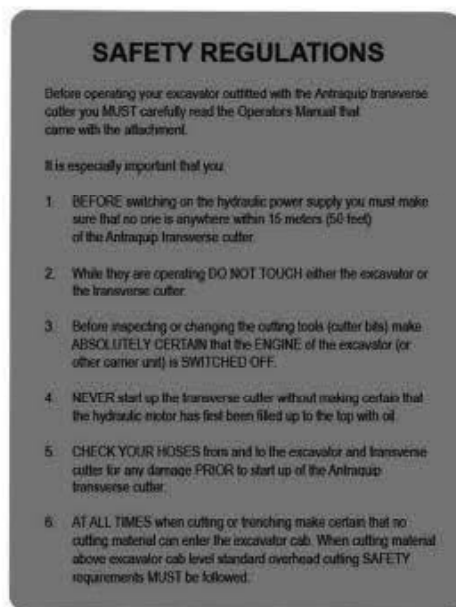 SAFETY REGULATIONS
Before operating your excavator outfitted with the Antraquip transverse
cutter you MUST carefully read the Operators Manual that
came with the attachment.
It is especially important that you:
1. BEFORE switching on the hydraulic power supply you must make
sure that no one is anywhere within 15 meters (50 feet)
of the Antraquip transverse cutter.
2. While they are operating DO NOT TOUCH either the excavator or
the transverse cutter.
3. Before inspecting or changing the cutting tools (cutter bits) make
ABSOLUTELY CERTAIN that the ENGINE of the excavator (or
other carrier unit) is SWITCHED OFF.
4. NEVER start up the transverse cutter without making certain that
the hydraulic motor has first been filled up to the top with oil.
5. CHECK YOUR HOSES from and to the excavator and transverse
cutter for any damage PRIOR to start up of the Antraquip
transverse cutter.
6. AT ALL TIMES when cutting or trenching make certain that no
cutting material can enter the excavator cab. When cutting material
above excavator cab level standard overhead cutting SAFETY
requirements MUST be followed.